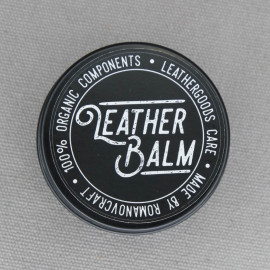 LEATHER
BALM
100% ORGANIC COMPONENTS • LEATHERGOODS CARE • MADE BY ROMANOVCRAFT •